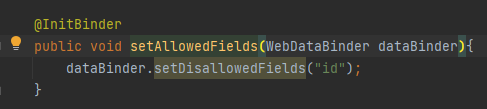 @InitBinder
public void setAllowedFields(WebDataBinder dataBinder){
    dataBinder.setDisallowedFields("id");
}